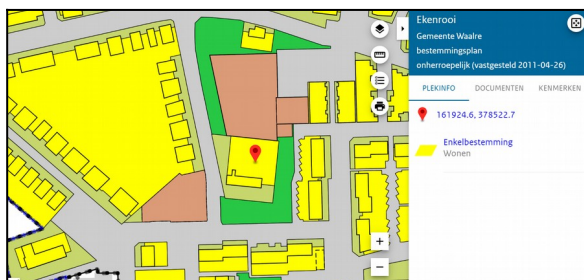 Ekenrooi
Gemeente Waalre
bestemmingsplan
onherroepelijk (vastgesteld 2011-04-26)
PLEKINFO DOCUMENTEN KENMERKEN
161924.6, 378522.7
Enkelbestemming
Wonen
+
−